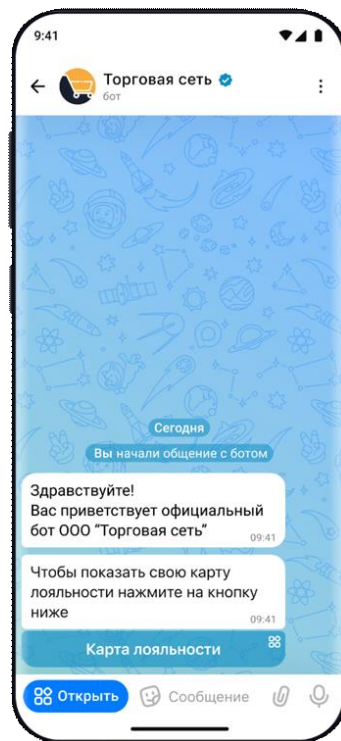 9:41
Торговая сеть
бот
Сегодня
Вы начали общение с ботом
Здравствуйте!
Вас приветствует официальный
бот ООО "Торговая сеть"
09:41
Чтобы показать свою карту
лояльности нажмите на кнопку
ниже
09:41
Карта лояльности
Открыть
Сообщение